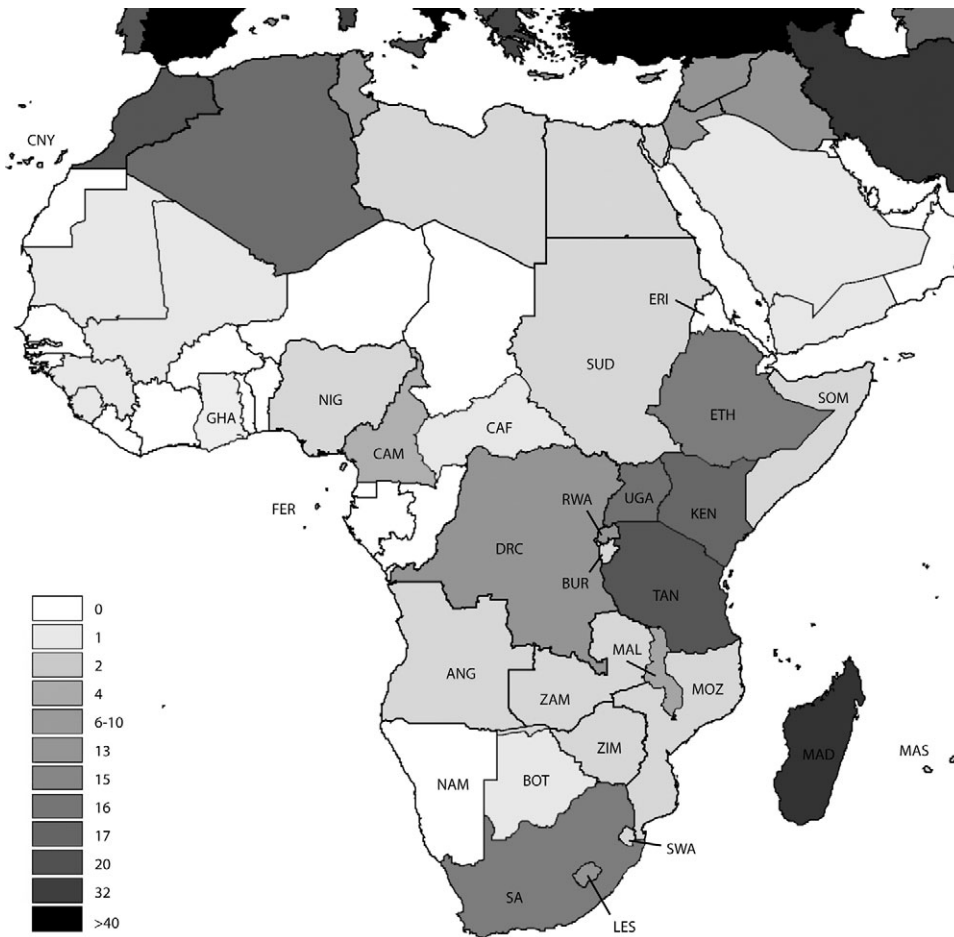 CNY
ERI
SUD
SOM
NIG
ETH
GHA
CAF
CAM
UGA
RWA
FER
KEN
DRC
BUR
TAN
MAL
ANG
MOZ
ZAM
ZIM
MAD
MAS
NAM
BOT
SWA
SA
LES
0
1
2
4
6-10
13
15
16
17
20
32
>40